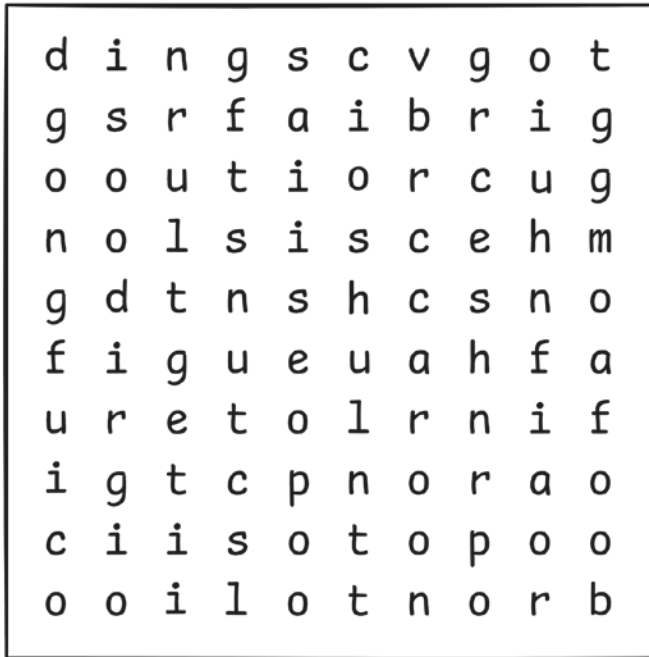 d i n g s c v g o t
g s r f a i b r i g
o o u t i o r c u g
n o l s i s c e h m
g d t n s h c s n o
f i g u e u a h f a
u r e t o l r n i f
i g t c p n o r a o
c i i s o t o p o o
o o i l o t n o r b